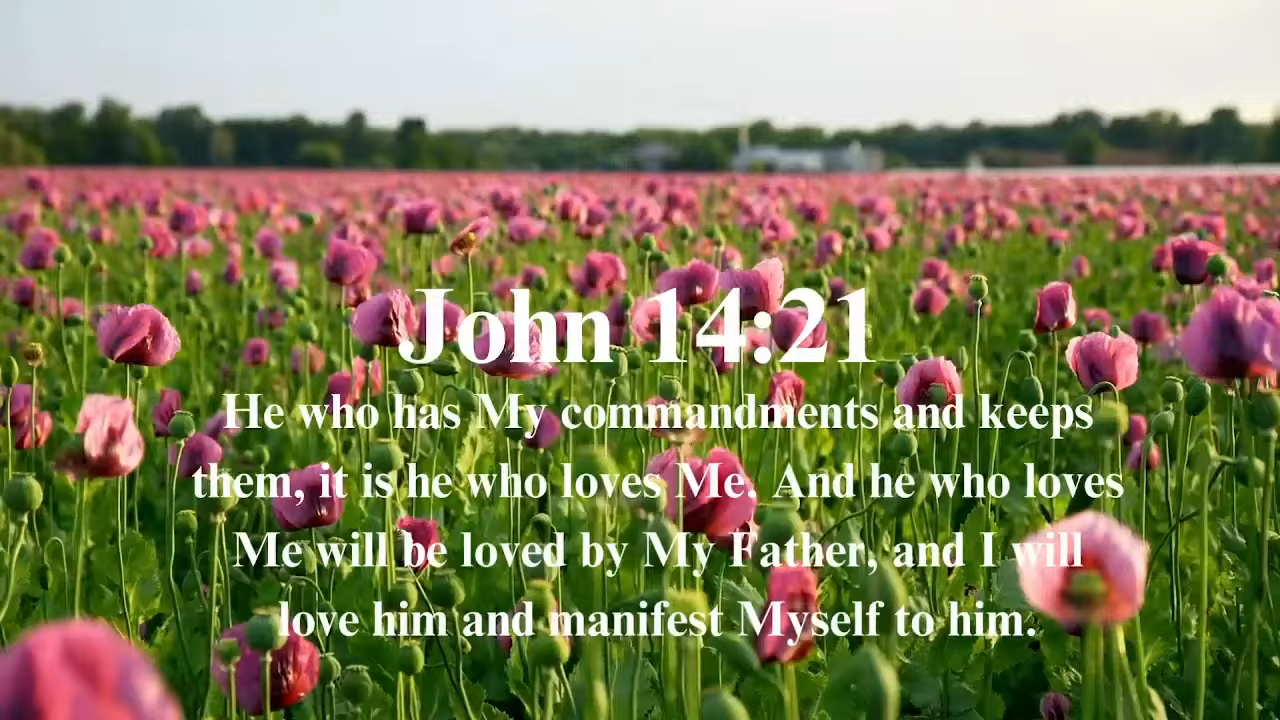 John 14:21
He who has My commandments and keeps
them, it is he who loves Me. And he who loves
Me will be loved by My Father, and I will
love him and manifest Myself to him.